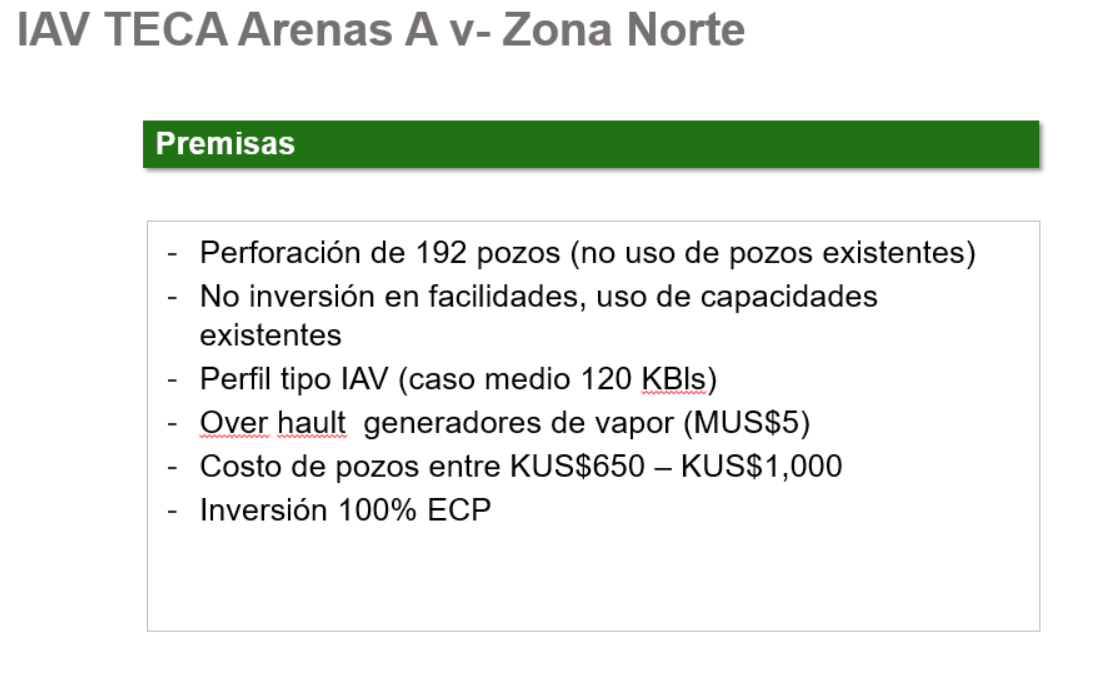 IAV TECA Arenas A v- Zona Norte
Premisas
- Perforación de 192 pozos (no uso de pozos existentes)
- No inversión en facilidades, uso de capacidades
existentes
- Perfil tipo IAV (caso medio 120 KBls)
- Over hault  generadores de vapor (MUS$5)
- Costo de pozos entre KUS$650 – KUS$1,000
- Inversión 100% ECP